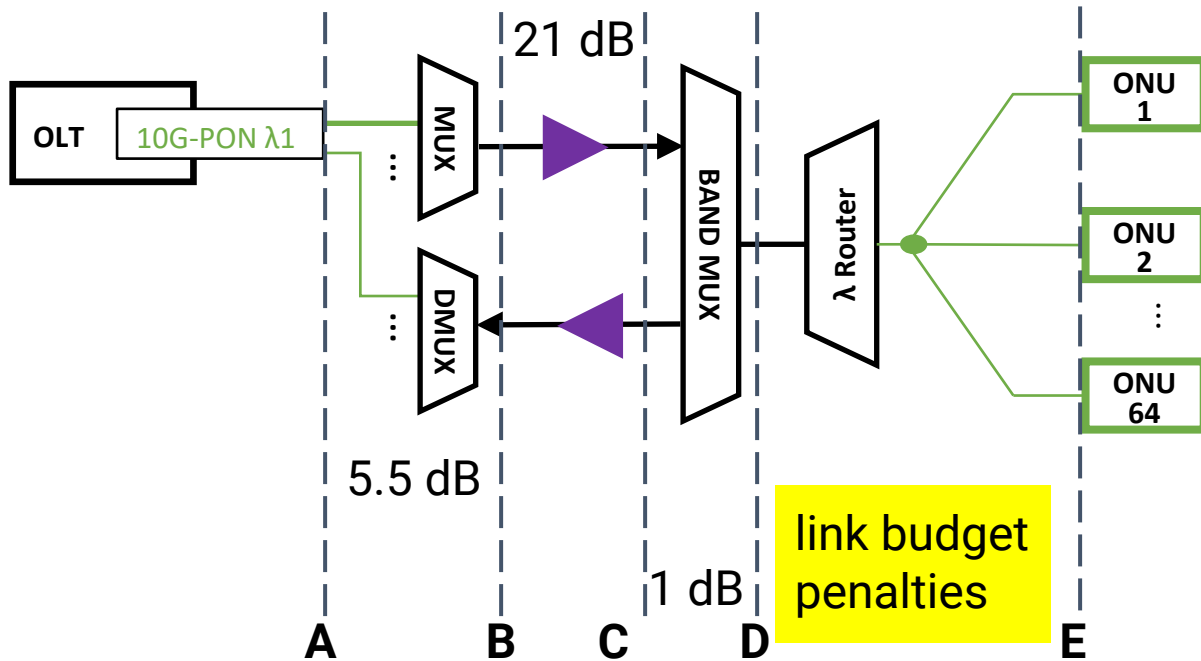 21 dB
OLT
10G-PON λ1
MUX
...
DMUX
...
BAND MUX
λ Router
ONU
1
ONU
2
...
ONU
64
5.5 dB
1 dB
link budget
penalties
A
B
C
D
E